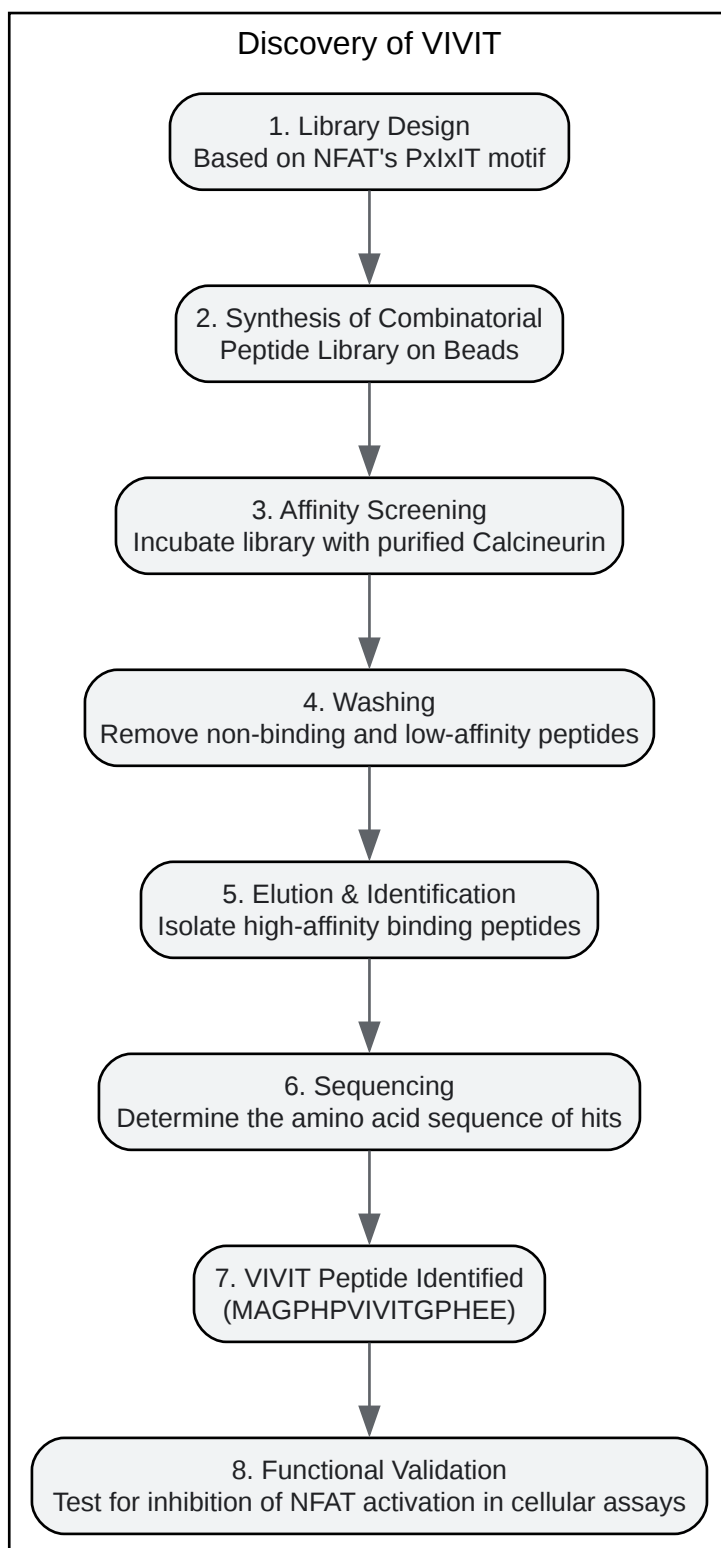 Discovery of VIVIT
1. Library Design
Based on NFAT's PxIxIT motif
2. Synthesis of Combinatorial
Peptide Library on Beads
3. Affinity Screening
Incubate library with purified Calcineurin
4. Washing
Remove non-binding and low-affinity peptides
5. Elution & Identification
Isolate high-affinity binding peptides
6. Sequencing
Determine the amino acid sequence of hits
7. VIVIT Peptide Identified
(MAGPHPVIVITGPHEE)
8. Functional Validation
Test for inhibition of NFAT activation in cellular assays